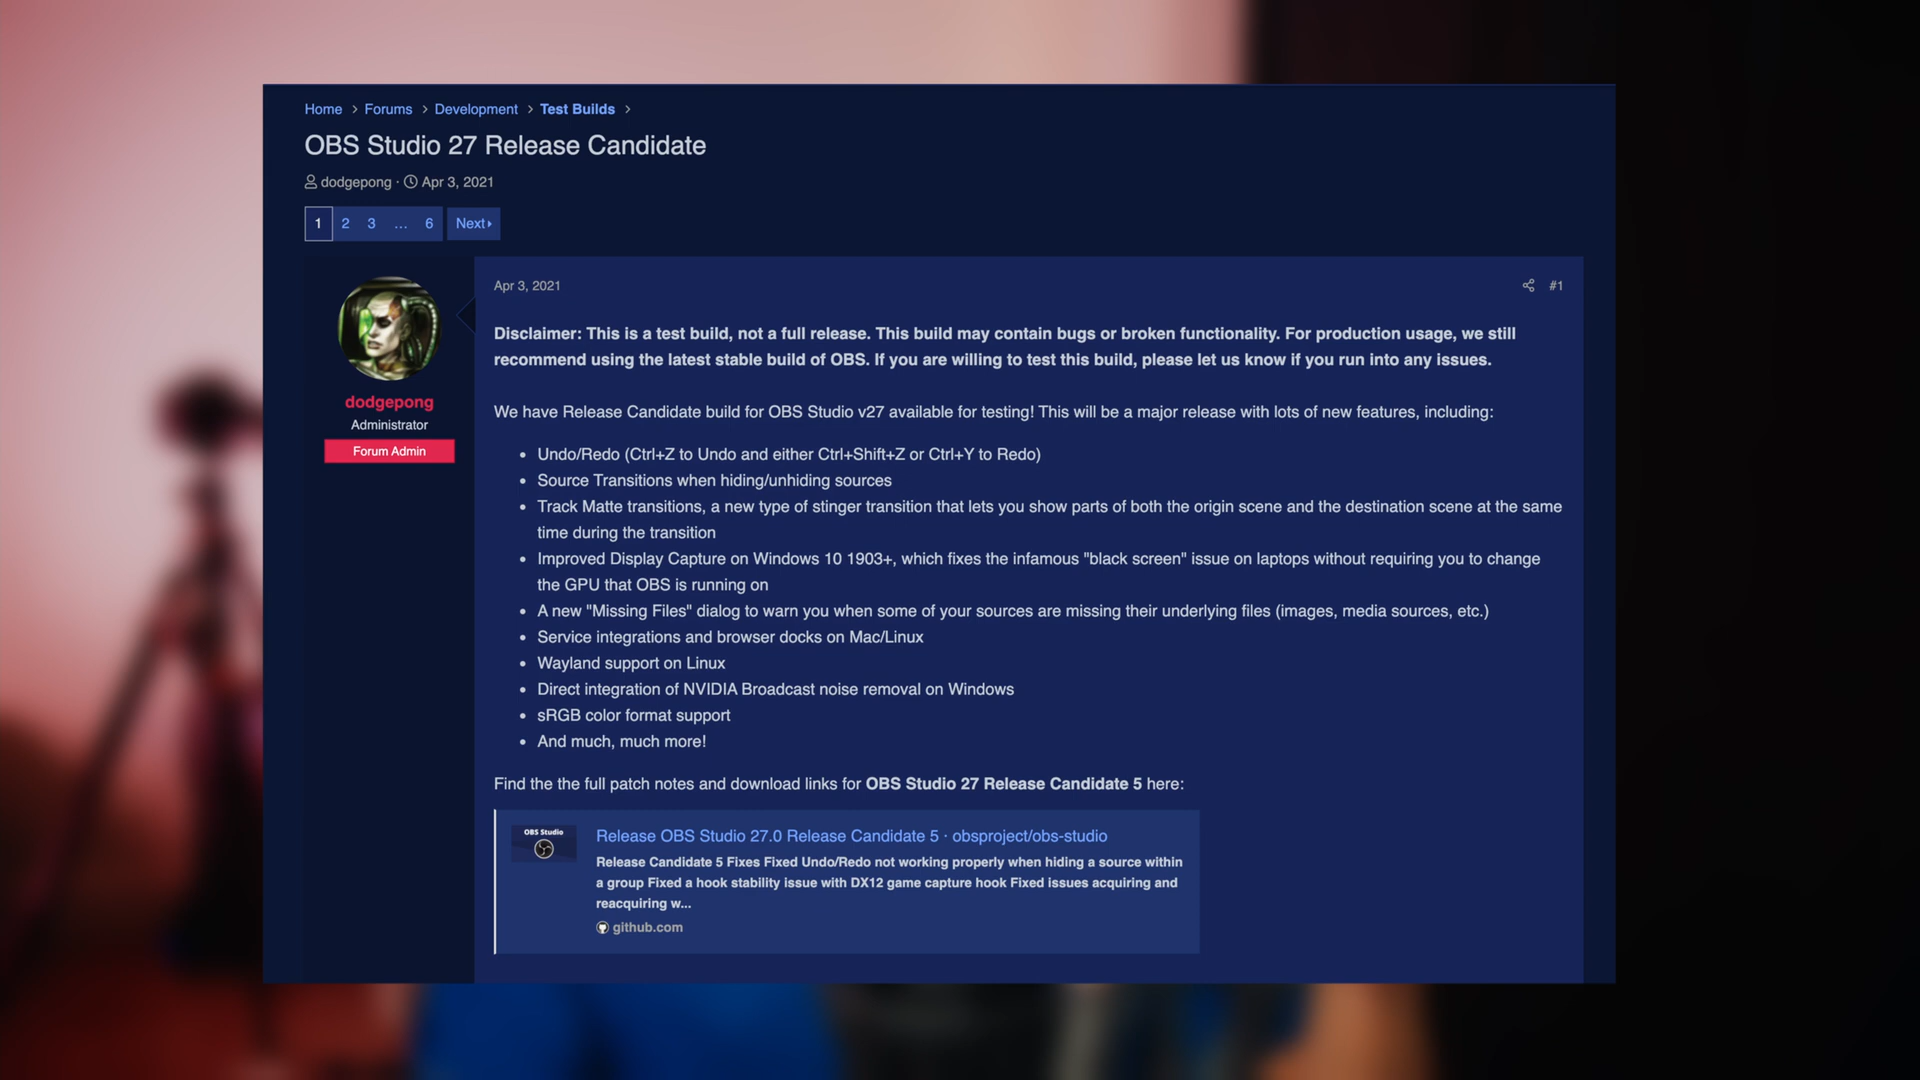 Home > Forums > Development > Test Builds >
OBS Studio 27 Release Candidate
dodgepong · Apr 3, 2021
1 2 3 ... 6 Next
Apr 3, 2021 #1
dodgepong
Administrator
Forum Admin
Disclaimer: This is a test build, not a full release. This build may contain bugs or broken functionality. For production usage, we still
recommend using the latest stable build of OBS. If you are willing to test this build, please let us know if you run into any issues.
We have Release Candidate build for OBS Studio v27 available for testing! This will be a major release with lots of new features, including:
• Undo/Redo (Ctrl+Z to Undo and either Ctrl+Shift+Z or Ctrl+Y to Redo)
• Source Transitions when hiding/unhiding sources
• Track Matte transitions, a new type of stinger transition that lets you show parts of both the origin scene and the destination scene at the same
time during the transition
• Improved Display Capture on Windows 10 1903+, which fixes the infamous "black screen" issue on laptops without requiring you to change
the GPU that OBS is running on
• A new "Missing Files" dialog to warn you when some of your sources are missing their underlying files (images, media sources, etc.)
• Service integrations and browser docks on Mac/Linux
• Wayland support on Linux
• Direct integration of NVIDIA Broadcast noise removal on Windows
• sRGB color format support
• And much, much more!
Find the the full patch notes and download links for OBS Studio 27 Release Candidate 5 here:
OBS Studio
Release OBS Studio 27.0 Release Candidate 5 · obsproject/obs-studio
Release Candidate 5 Fixes Fixed Undo/Redo not working properly when hiding a source within
a group Fixed a hook stability issue with DX12 game capture hook Fixed issues acquiring and
reacquiring w...
github.com